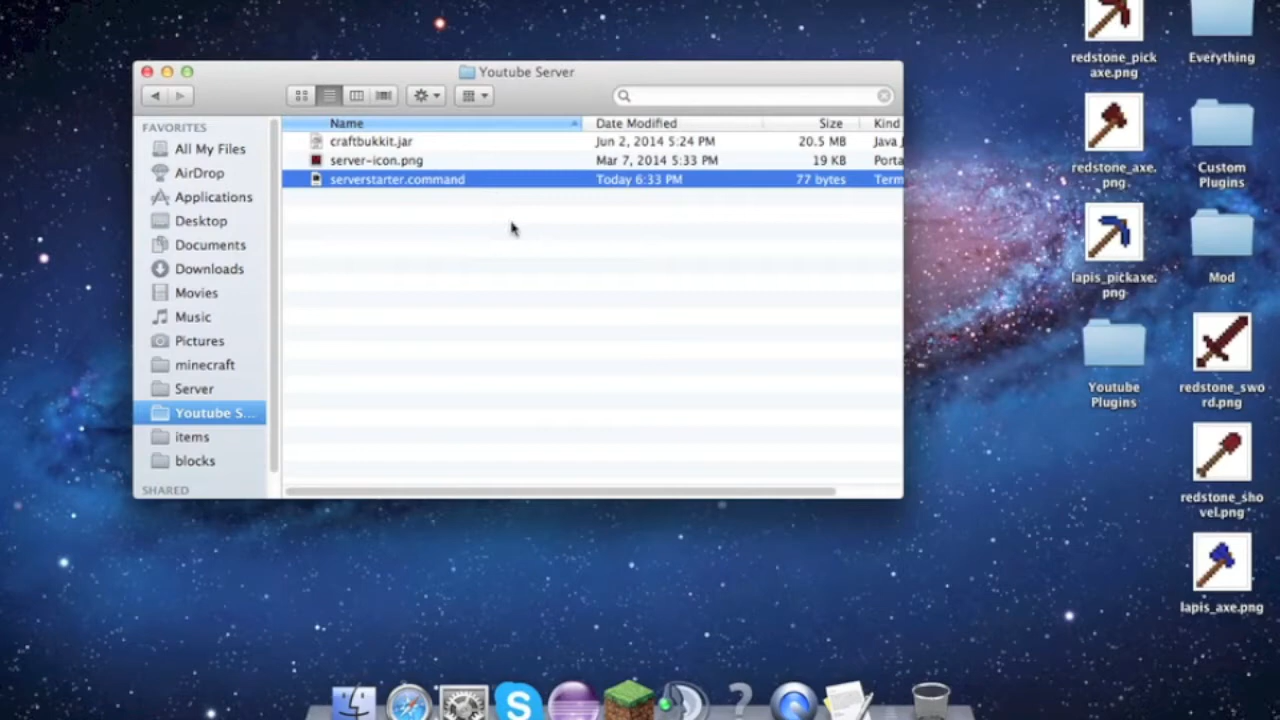 Youtube Server
FAVORITES
All My Files
AirDrop
Applications
Desktop
Documents
Downloads
Movies
Music
Pictures
minecraft
Server
Youtube S...
items
blocks
SHARED
Name Date Modified Size Kind
craftbukkit.jar Jun 2, 2014 5:24 PM 20.5 MB Java J
server-icon.png Mar 7, 2014 5:33 PM 19 KB Porta
serverstarter.command Today 6:33 PM 77 bytes Term
redstone_pick
axe.png
Everything
redstone_axe.
png
Custom
Plugins
lapis_pickaxe.
png
Mod
Youtube
Plugins
redstone_swo
rd.png
redstone_sho
vel.png
lapis_axe.png